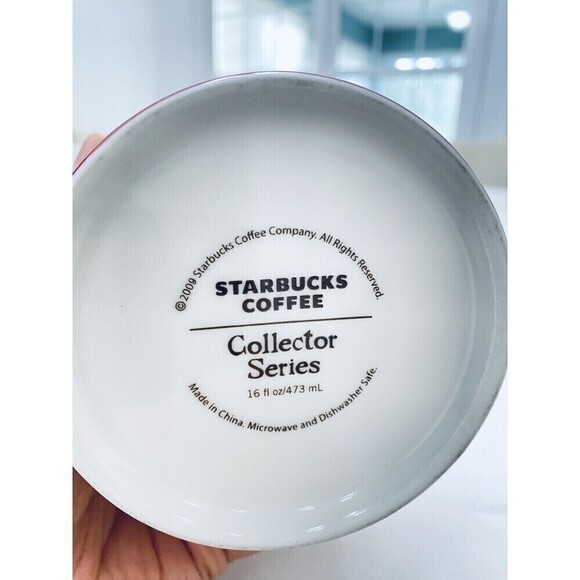 ©2009 Starbucks Coffee Company. All Rights Reserved.
STARBUCKS
COFFEE
Collector
Series
16 fl oz/473 mL
Made in China. Microwave and Dishwasher Safe.